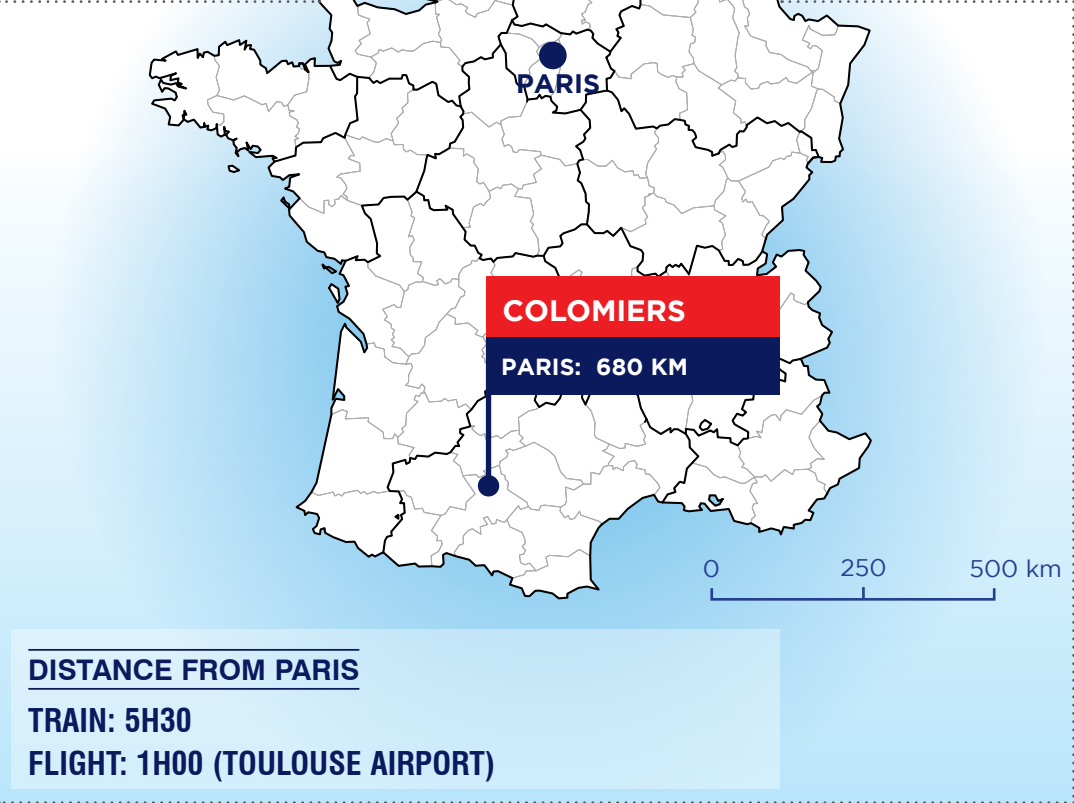 PARIS
COLOMIERS
PARIS: 680 KM
0 250 500 km
DISTANCE FROM PARIS
TRAIN: 5H30
FLIGHT: 1H00 (TOULOUSE AIRPORT)